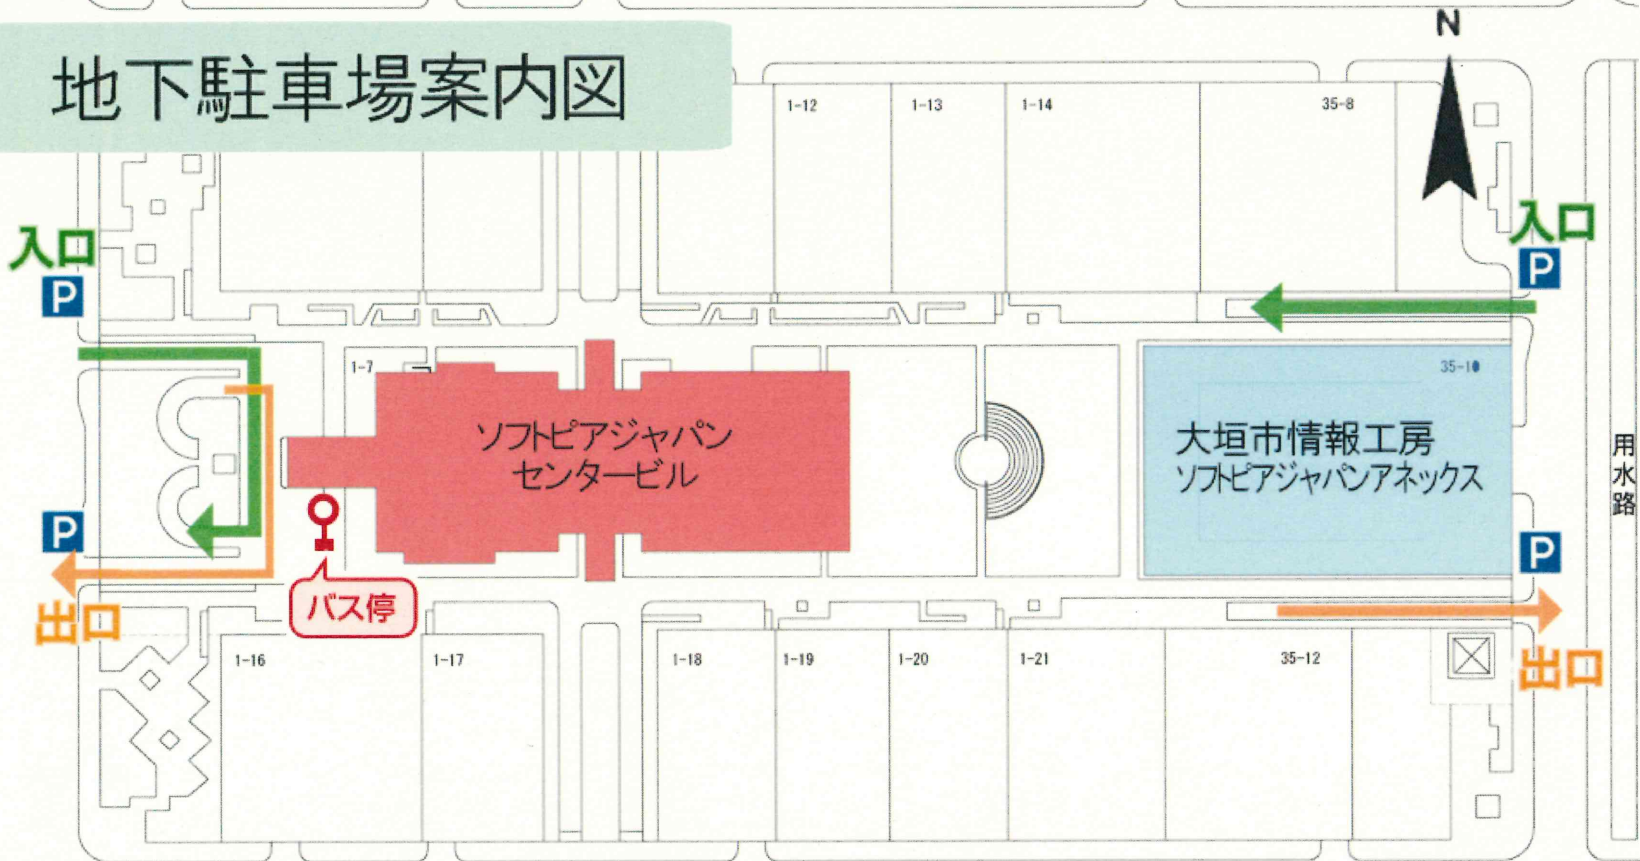 地下駐車場案内図
N
1-12
1-13
1-14
35-8
入口
P
入口
P
1-7
35-10
ソフトピアジャパン
センタービル
大垣市情報工房
ソフトピアジャパンアネックス
用水路
P
出口
バス停
P
出口
1-16
1-17
1-18
1-19
1-20
1-21
35-12